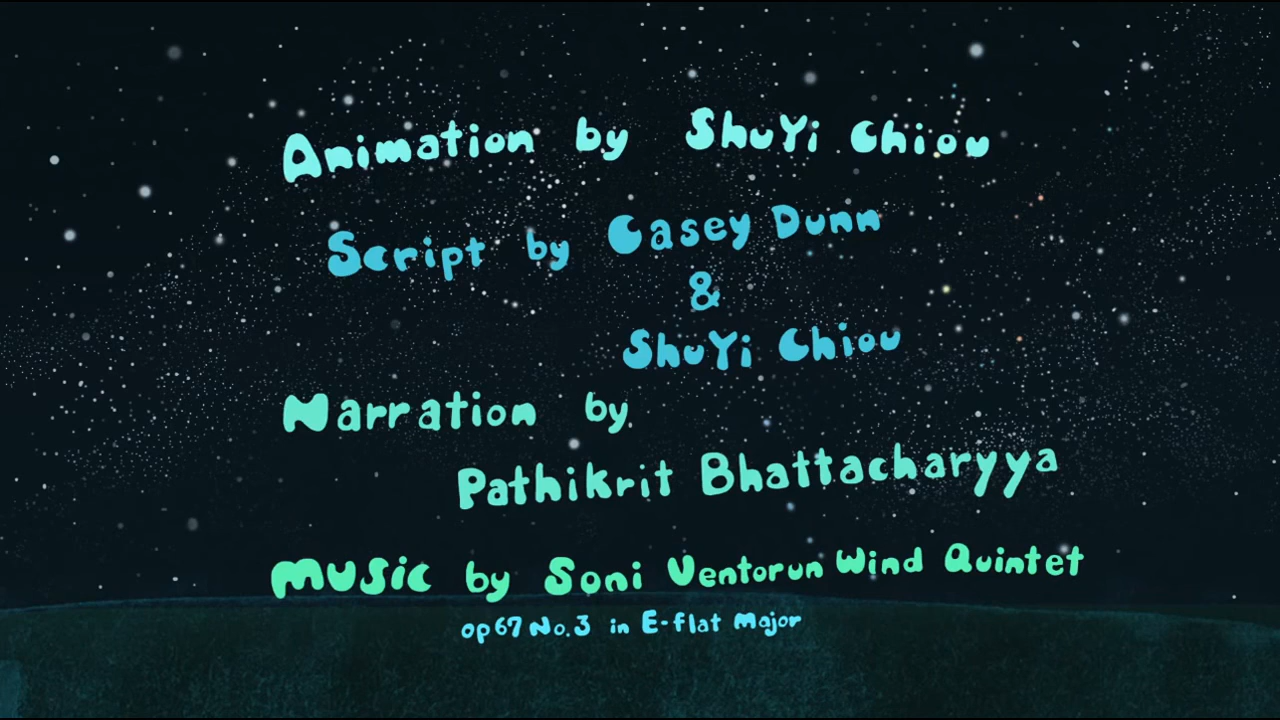 Animation by ShuYi Chiou
Script by Casey Dunn
&
ShuYi Chiou
Narration by
Pathikrit Bhattacharyya
Music by Soni Ventorun Wind Quintet
op67 No.3 in E-flat Major